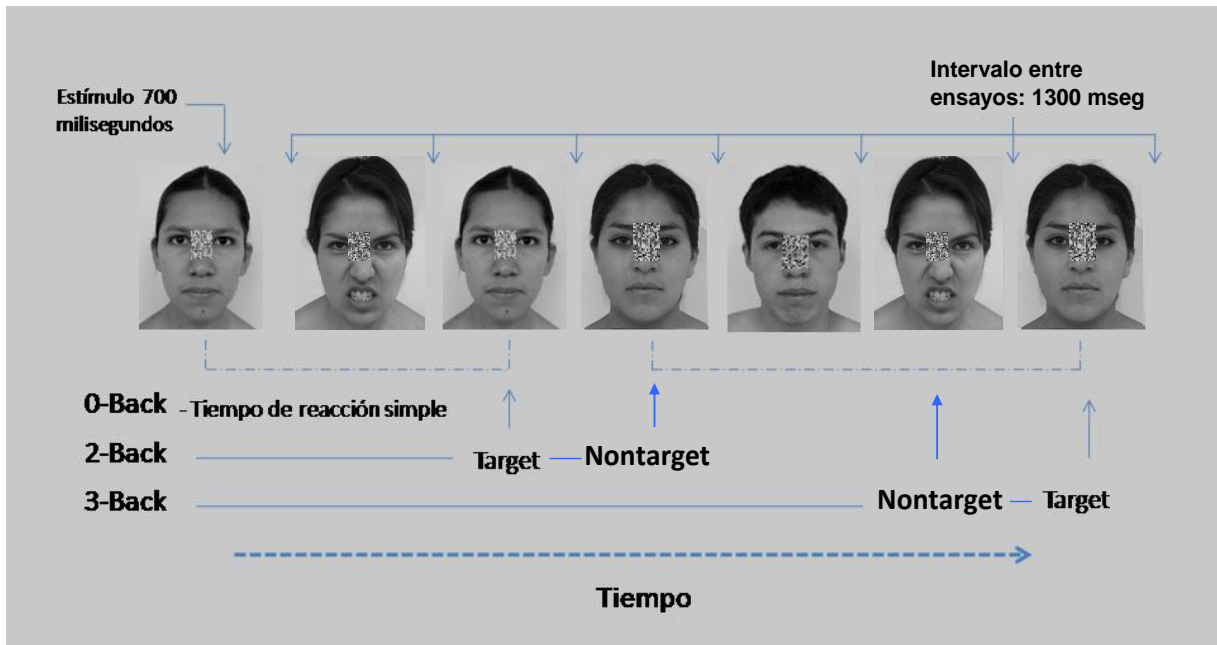 Estímulo 700
milisegundos
Intervalo entre
ensayos: 1300 mseg
0-Back - Tiempo de reacción simple
2-Back Target Nontarget
3-Back Nontarget Target
Tiempo